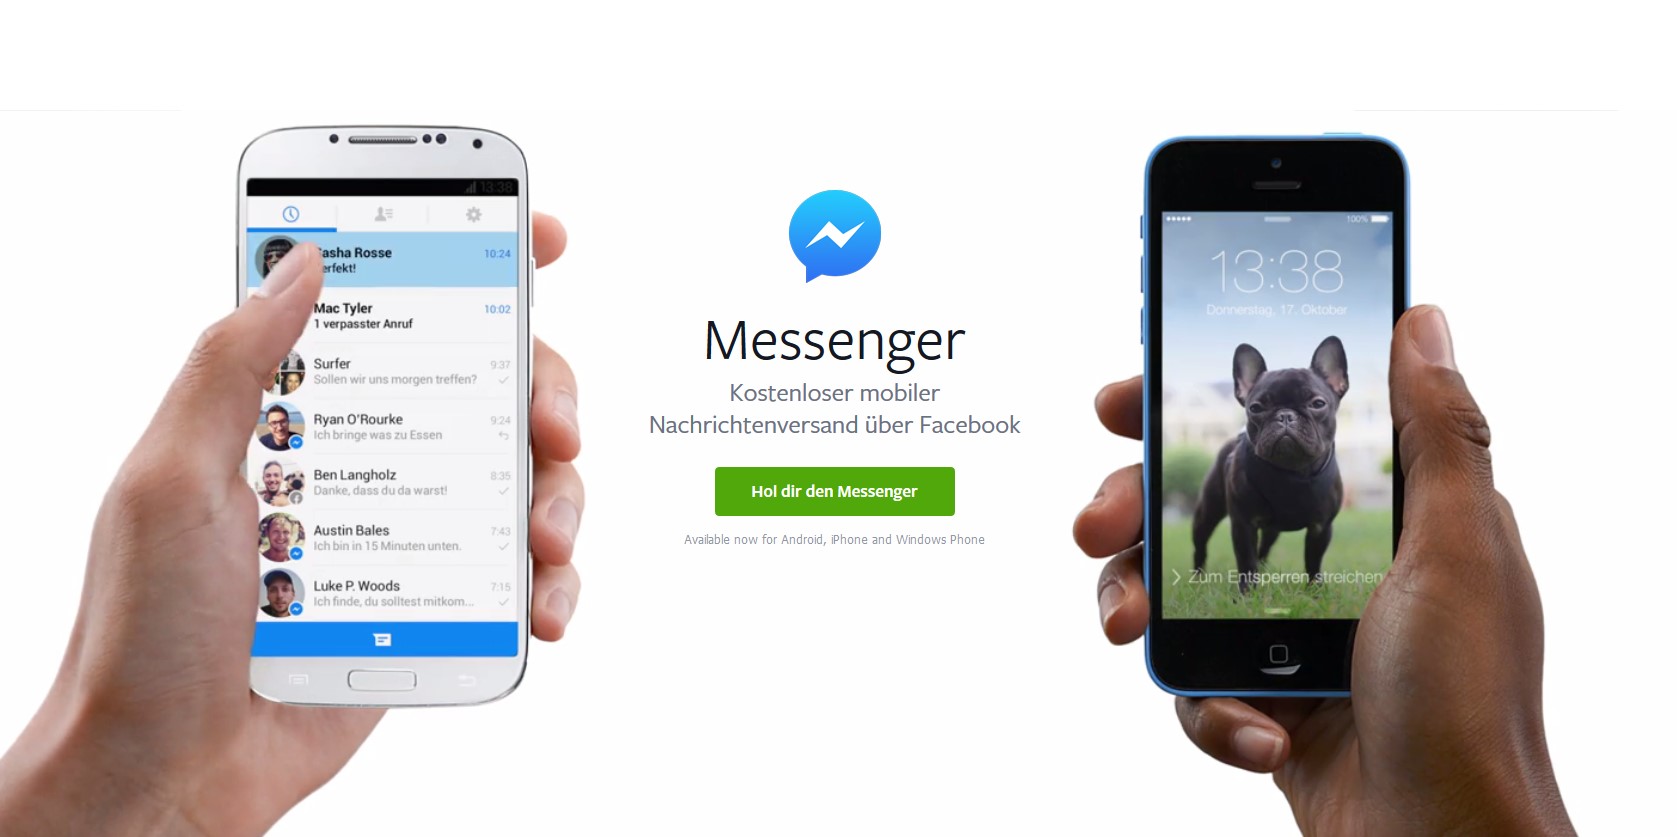 13:38
Sasha Rosse
10:24
erfekt!
Mac Tyler
10:02
1 verpasster Anruf
Surfer
9:37
Sollen wir uns morgen treffen?
Ryan O'Rourke
9:24
Ich bringe was zu Essen
Ben Langholz
8:35
Danke, dass du da warst!
Austin Bales
7:43
Ich bin in 15 Minuten unten.
Luke P. Woods
7:15
Ich finde, du solltest mitkom...
Messenger
Kostenloser mobiler
Nachrichtenversand über Facebook
Hol dir den Messenger
Available now for Android, iPhone and Windows Phone
100%
13:38
Donnerstag, 17. Oktober
Zum Entsperren streichen